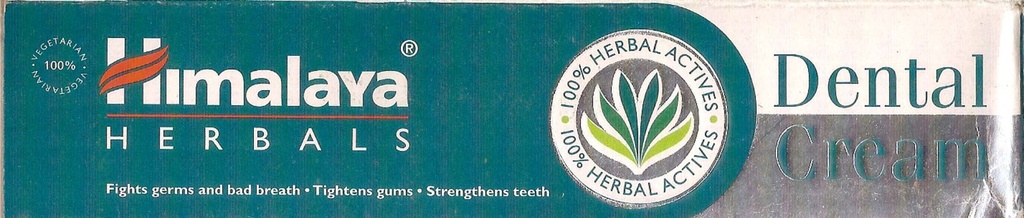 VEGETARIAN • VEGETARIAN •
100%
Himalaya®
HERBALS
Fights germs and bad breath • Tightens gums • Strengthens teeth
100% HERBAL ACTIVES •
100% HERBAL ACTIVES •
Dental
Cream